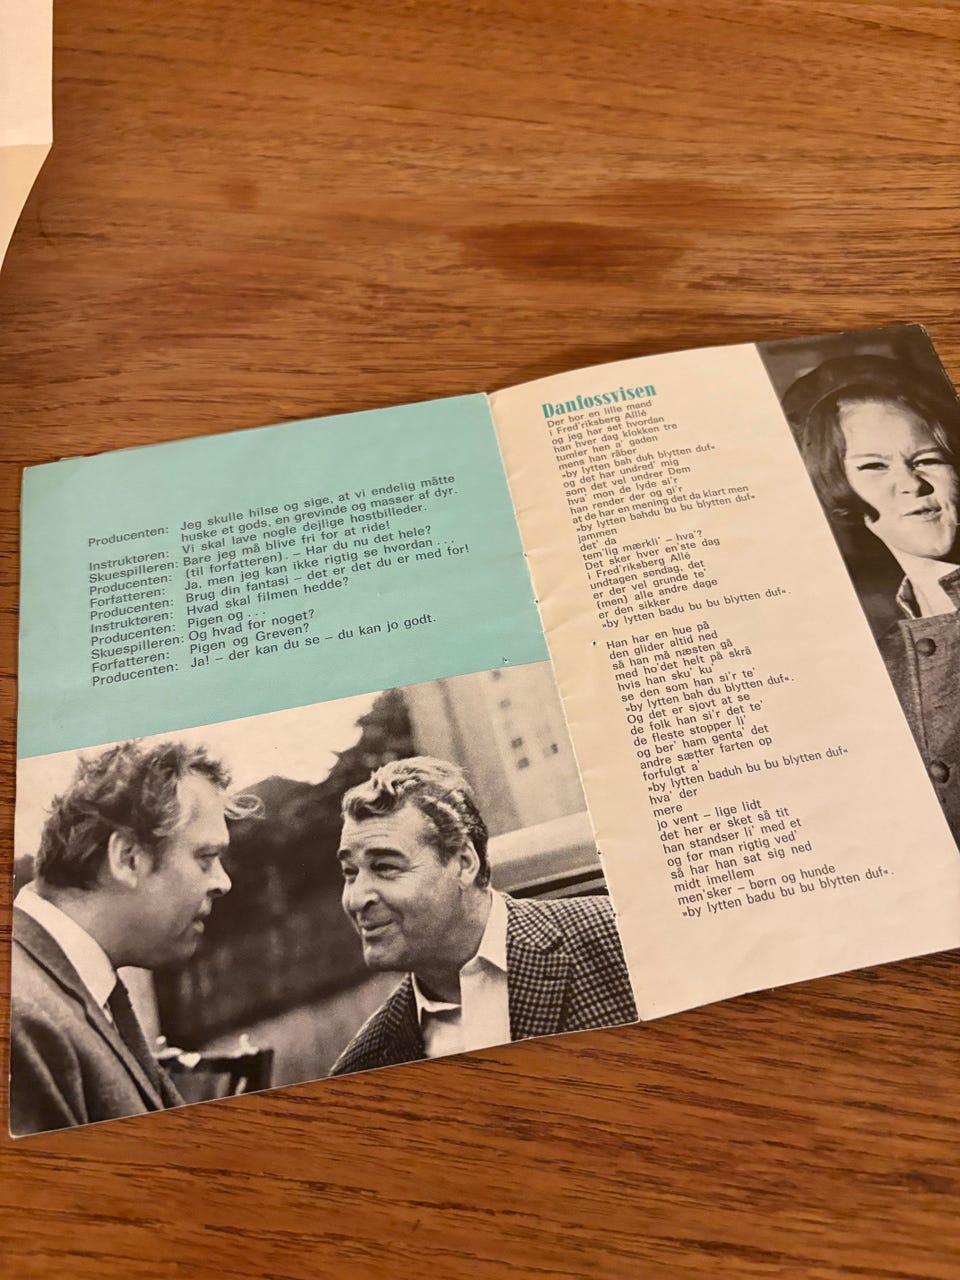 Producenten: Jeg skulle hilse og sige, at vi endelig måtte
huske et gods, en grevinde og masser af dyr.
Instruktøren: Vi skal lave nogle dejlige høstbilleder.
Skuespilleren: Bare jeg må blive fri for at ride!
Producenten: (til forfatteren). – Har du nu det hele?
Forfatteren: Ja, men jeg kan ikke rigtig se hvordan . . .
Producenten: Brug din fantasi – det er det du er med for!
Instruktøren: Hvad skal filmen hedde?
Producenten: Pigen og . . .
Skuespilleren: Og hvad for noget?
Forfatteren: Pigen og Greven?
Producenten: Ja! – der kan du se – du kan jo godt.
Danfossvisen
Der bor en lille mand
i Fred'riksberg Alllé
og jeg har set hvordan
han hver dag klokken tre
tumler hen a' gaden
mens han råber
»by lytten bah duh blytten duf«
og det har undred' mig
som det vel undrer Dem
hva' mon de lyde si'r
han render der og gi'r
at de har en mening det da klart men
»by lytten bahdu bu bu blytten duf«
jammen
det' da
tem'lig mærkli' – hva'?
Det sker hver en'ste dag
i Fred'riksberg Allé
undtagen søndag, det
er der vel grunde te'
(men) alle andre dage
er den sikker
»by lytten badu bu bu blytten duf«.
Han har en hue på
den glider altid ned
så han må næsten gå
med ho'det helt på skrå
hvis han sku' ku'
se den som han si'r te'
»by lytten bah du blytten duf«.
Og det er sjovt at se
de folk han si'r det te'
de fleste stopper li'
og ber' ham genta' det
andre sætter farten op
forfulgt a'
»by lytten baduh bu bu blytten duf«
hva' der
mere
jo vent – lige lidt
det her er sket så tit
han standser li' med et
og før man rigtig ved'
så har han sat sig ned
midt imellem
men'sker – børn og hunde
»by lytten badu bu bu blytten duf«.